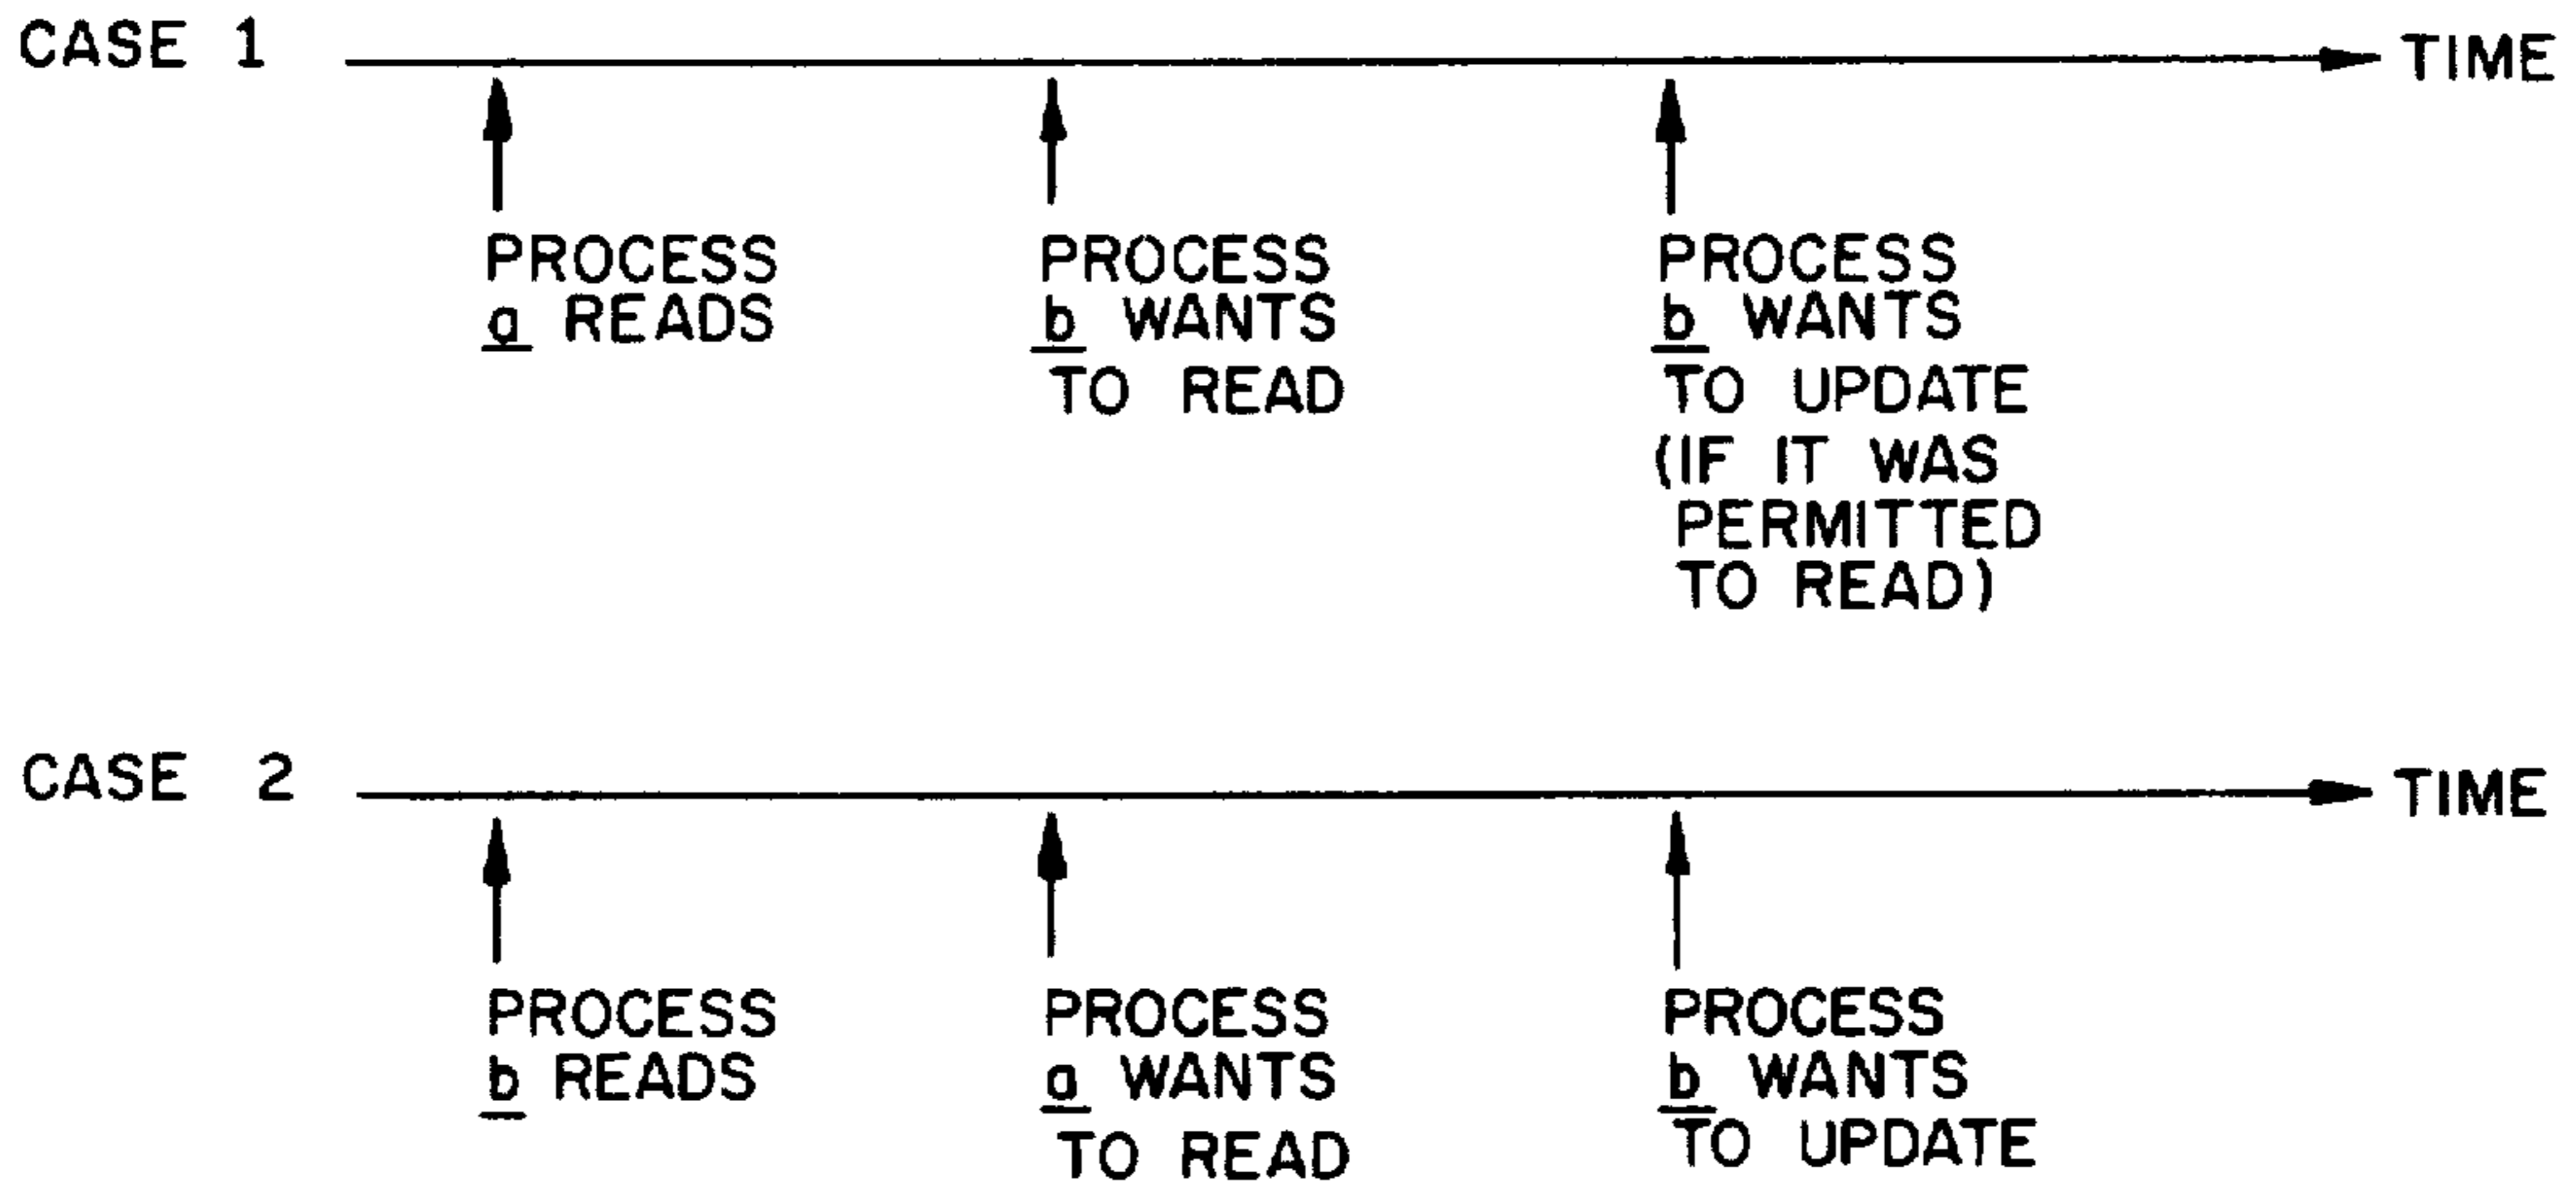 CASE 1
TIME
PROCESS
a READS
PROCESS
b WANTS
TO READ
PROCESS
b WANTS
TO UPDATE
(IF IT WAS
PERMITTED
TO READ)
CASE 2
TIME
PROCESS
b READS
PROCESS
a WANTS
TO READ
PROCESS
b WANTS
TO UPDATE